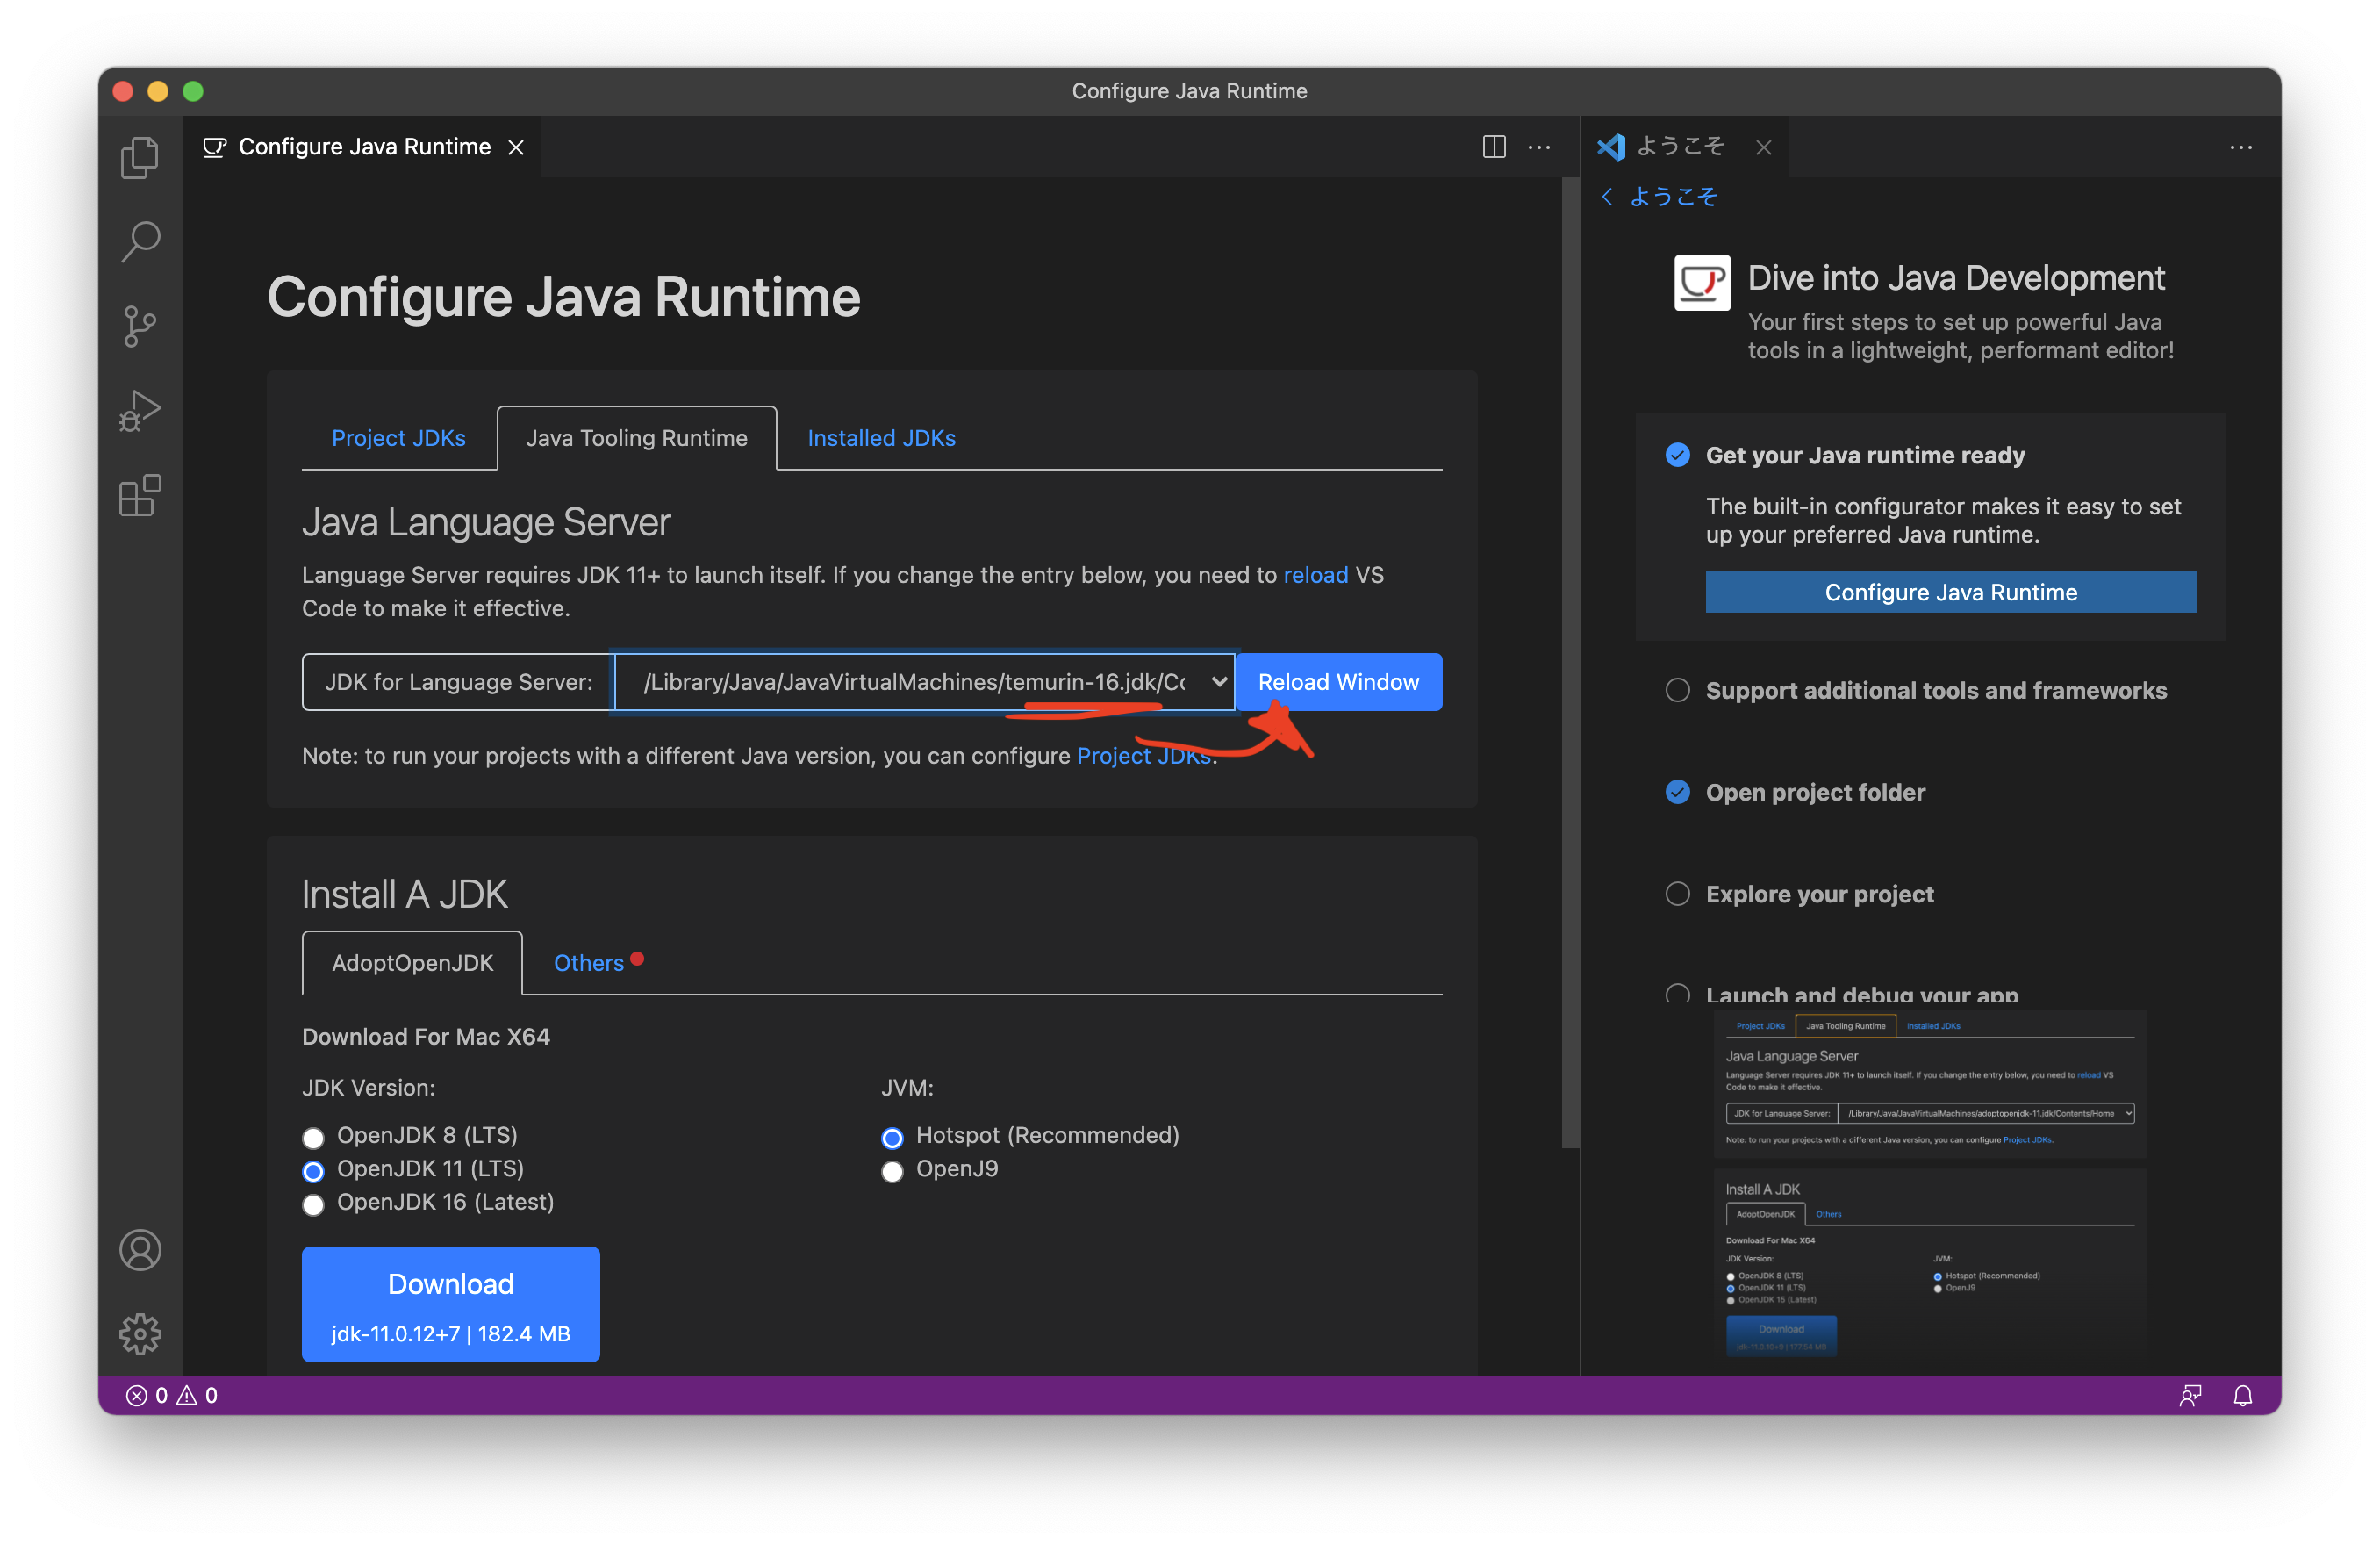 Configure Java Runtime
Configure Java Runtime
Configure Java Runtime
Project JDKs
Java Tooling Runtime
Installed JDKs
Java Language Server
Language Server requires JDK 11+ to launch itself. If you change the entry below, you need to reload VS
Code to make it effective.
JDK for Language Server:
/Library/Java/JavaVirtualMachines/temurin-16.jdk/Co
Reload Window
Note: to run your projects with a different Java version, you can configure Project JDKs.
Install A JDK
AdoptOpenJDK
Others
Download For Mac X64
JDK Version:
OpenJDK 8 (LTS)
OpenJDK 11 (LTS)
OpenJDK 16 (Latest)
JVM:
Hotspot (Recommended)
OpenJ9
Download
jdk-11.0.12+7 | 182.4 MB
0
0
ようこそ
ようこそ
Dive into Java Development
Your first steps to set up powerful Java
tools in a lightweight, performant editor!
Get your Java runtime ready
The built-in configurator makes it easy to set
up your preferred Java runtime.
Configure Java Runtime
Support additional tools and frameworks
Open project folder
Explore your project
Launch and debug your app
Project JDKs
Java Tooling Runtime
Installed JDKs
Java Language Server
Language Server requires JDK 11+ to launch itself. If you change the entry below, you need to reload VS
Code to make it effective.
JDK for Language Server:
/Library/Java/JavaVirtualMachines/adoptopenjdk-11.jdk/Contents/Home
Note: to run your projects with a different Java version, you can configure Project JDKs.
Install A JDK
AdoptOpenJDK
Others
Download For Mac X64
JDK Version:
OpenJDK 8 (LTS)
OpenJDK 11 (LTS)
OpenJDK 15 (Latest)
JVM:
Hotspot (Recommended)
OpenJ9
Download